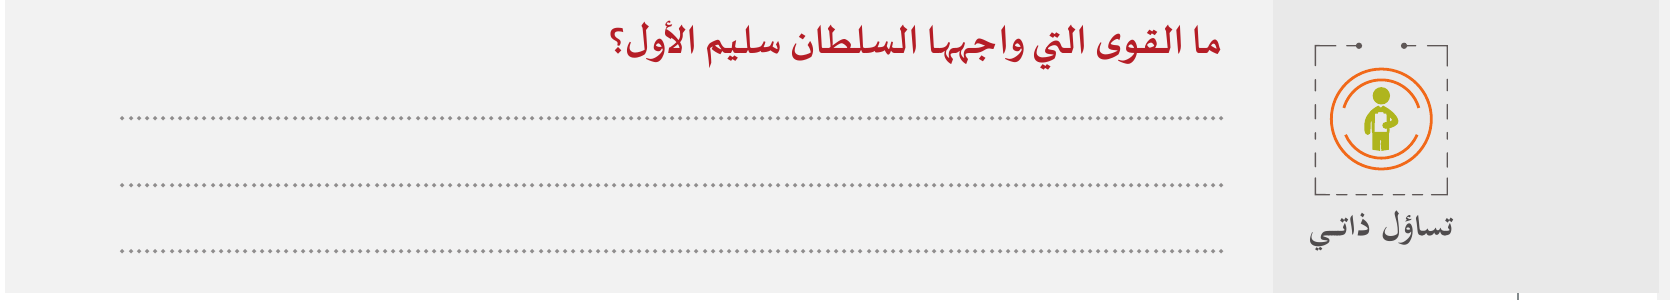 ما القوى التي واجهها السلطان سليم الأول؟
تساؤل ذاتي